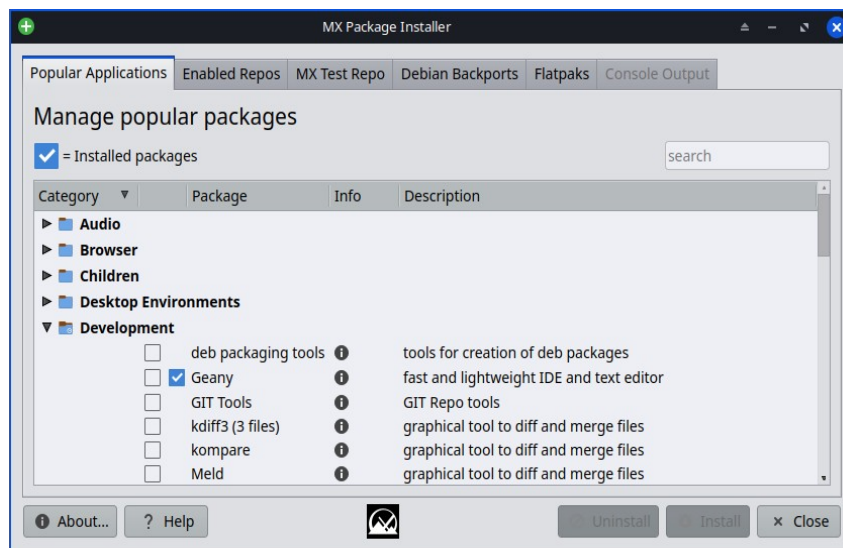 MX Package Installer
Popular Applications Enabled Repos MX Test Repo Debian Backports Flatpaks Console Output
Manage popular packages
= Installed packages
search
Category Package Info Description
Audio
Browser
Children
Desktop Environments
Development
deb packaging tools tools for creation of deb packages
Geany fast and lightweight IDE and text editor
GIT Tools GIT Repo tools
kdiff3 (3 files) graphical tool to diff and merge files
kompare graphical tool to diff and merge files
Meld graphical tool to diff and merge files
About... ? Help Uninstall Install Close